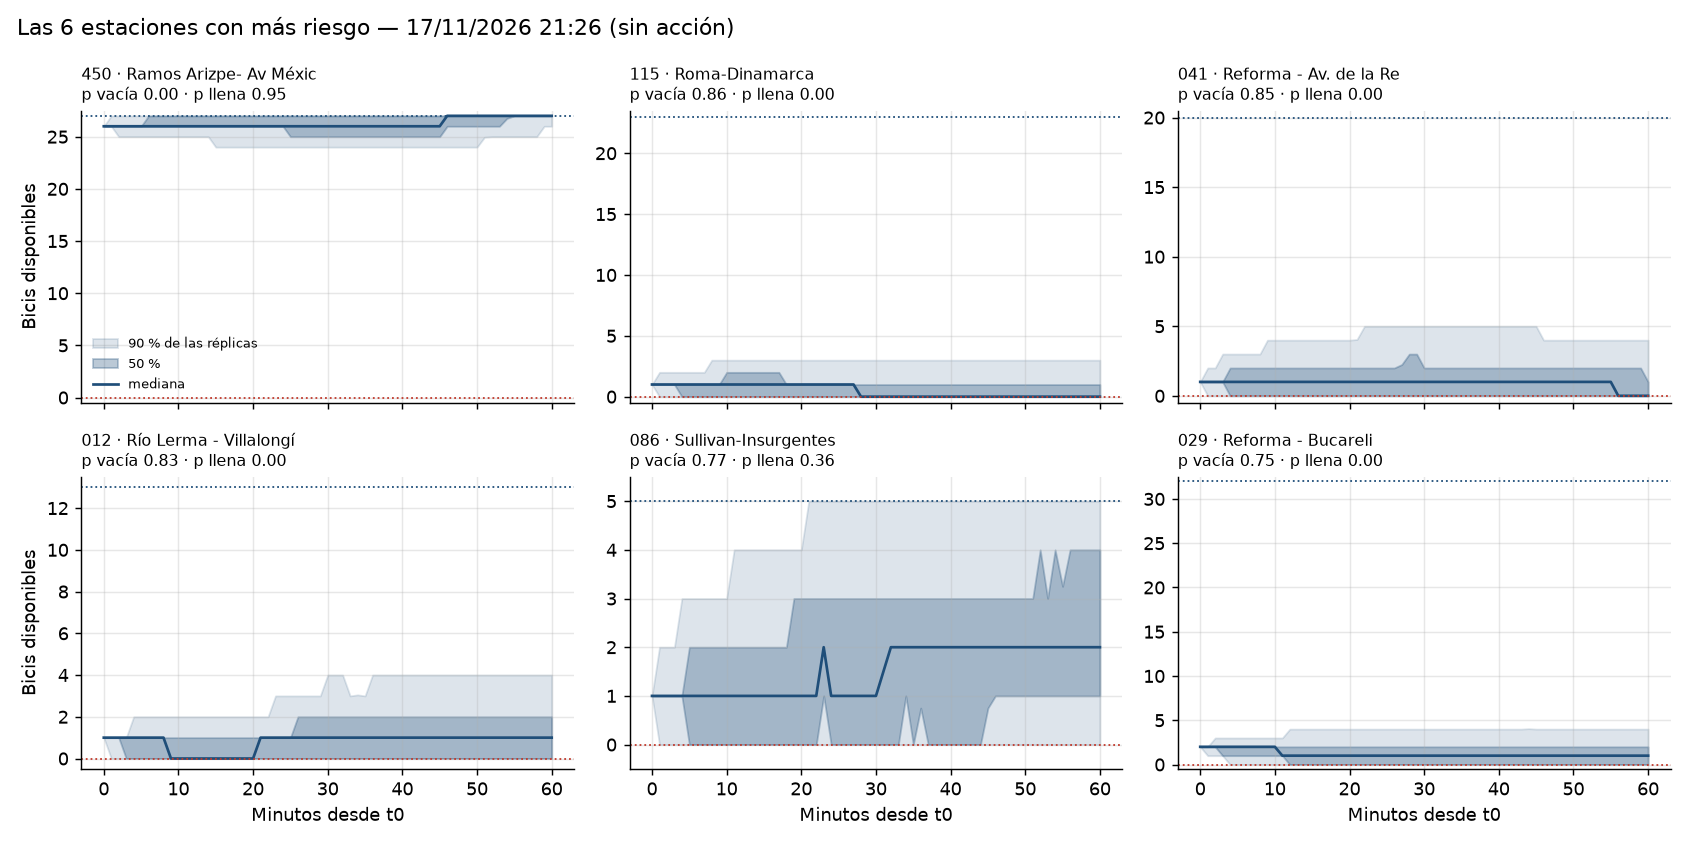 Las 6 estaciones con más riesgo — 17/11/2026 21:26 (sin acción)
450 · Ramos Arizpe- Av Méxic
p vacía 0.00 · p llena 0.95
25
20
15
10
5
0
Bicis disponibles
90 % de las réplicas
50 %
mediana
115 · Roma-Dinamarca
p vacía 0.86 · p llena 0.00
20
15
10
5
0
041 · Reforma - Av. de la Re
p vacía 0.85 · p llena 0.00
20
15
10
5
0
012 · Río Lerma - Villalongí
p vacía 0.83 · p llena 0.00
12
10
8
6
4
2
0
Bicis disponibles
0 10 20 30 40 50 60
Minutos desde t0
086 · Sullivan-Insurgentes
p vacía 0.77 · p llena 0.36
5
4
3
2
1
0
0 10 20 30 40 50 60
Minutos desde t0
029 · Reforma - Bucareli
p vacía 0.75 · p llena 0.00
30
25
20
15
10
5
0
0 10 20 30 40 50 60
Minutos desde t0